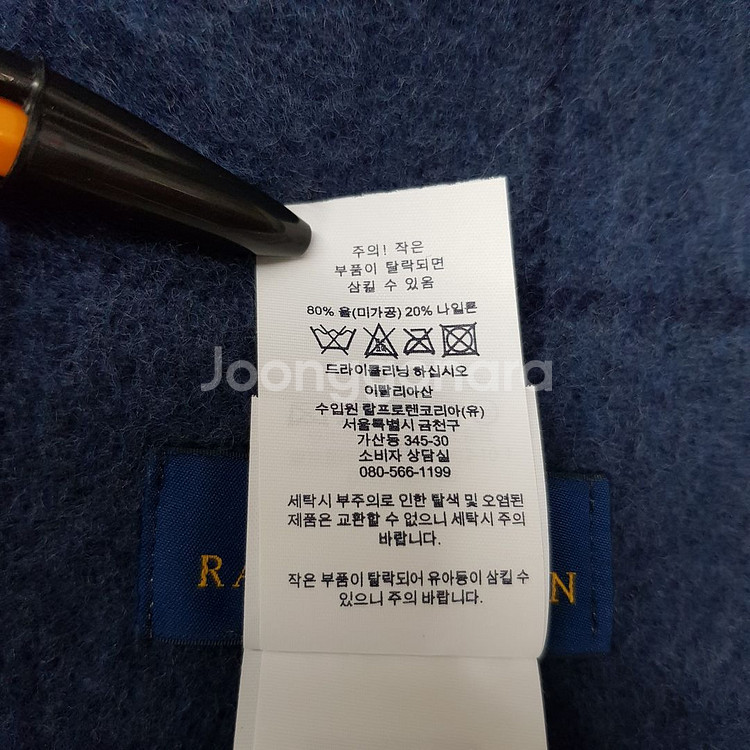 주의! 작은
부품이 탈락되면
삼킬 수 있음
80% 울(미가공) 20% 나일론
드라이클리닝 하십시오
Joongonara
이탈리아산
수입원 랄프로렌코리아(유)
서울특별시 금천구
가산동 345-30
소비자 상담실
080-566-1199
세탁시 부주의로 인한 탈색 및 오염된
제품은 교환할 수 없으니 세탁시 주의
바랍니다.
작은 부품이 탈락되어 유아등이 삼킬 수
있으니 주의 바랍니다.
RA
N